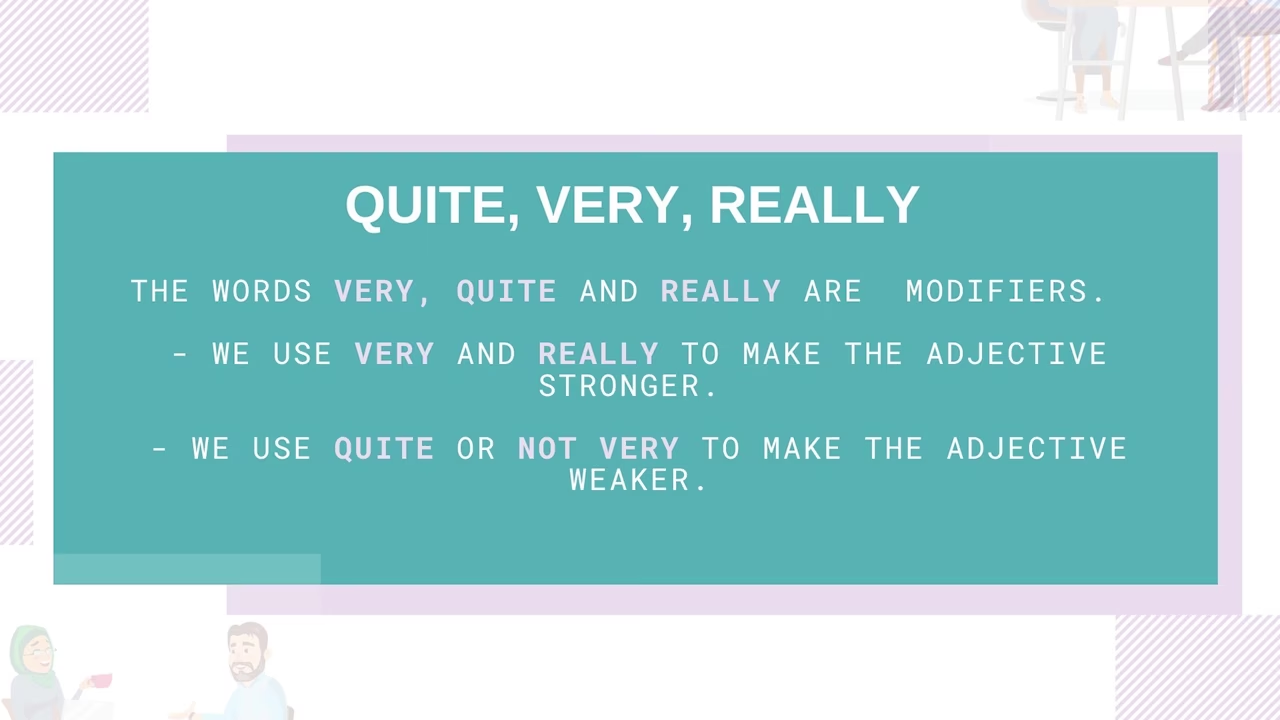 QUITE, VERY, REALLY
THE WORDS VERY, QUITE AND REALLY ARE MODIFIERS.
- WE USE VERY AND REALLY TO MAKE THE ADJECTIVE
STRONGER.
- WE USE QUITE OR NOT VERY TO MAKE THE ADJECTIVE
WEAKER.